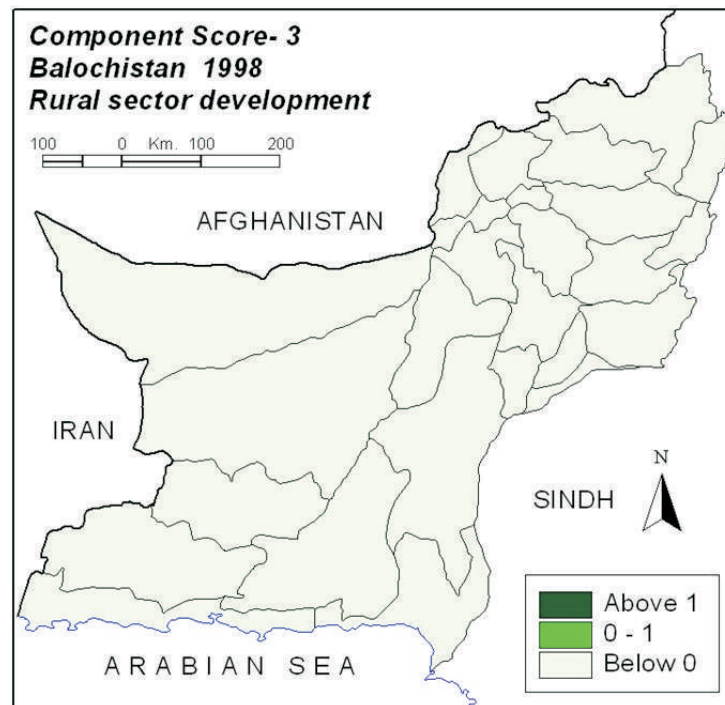 Component Score- 3
Balochistan 1998
Rural sector development
100 0 Km. 100 200
AFGHANISTAN
IRAN
N
SINDH
Above 1
0 - 1
Below 0
ARABIAN SEA